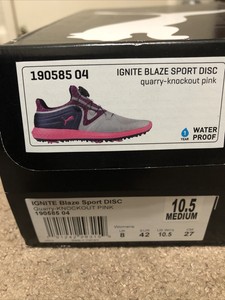 190585 04
IGNITE BLAZE SPORT DISC
quarry-knockout pink
WATER
PROOF
IGNITE Blaze Sport DISC
Quarry-KNOCKOUT PINK
190585 04
10.5
MEDIUM
8 42 10.5 27